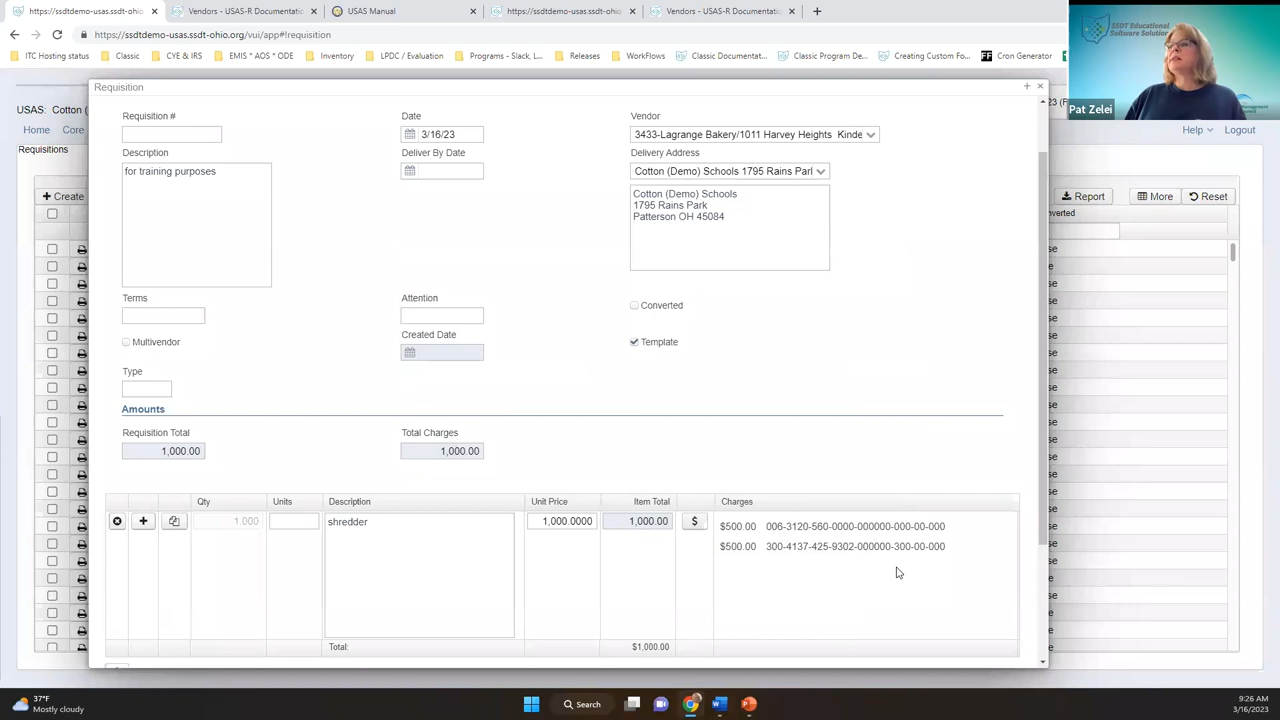 https://ssdtdemo-usas.ssdt-ohio.o
Vendors - USAS-R Documentatio
USAS Manual
https://ssdtdemo-usas.ssdt-ohio.o
Vendors - USAS-R Documentatio
https://ssdtdemo-usas.ssdt-ohio.org/vui/app#!requisition
ITC Hosting status
Classic
CYE & IRS
EMIS * AOS * ODE
Inventory
LPDC / Evaluation
Programs - Slack, L...
Releases
WorkFlows
Classic Documentati...
Classic Program De...
Creating Custom Fo...
FF Cron Generator
SSDT Educational
Software Solution
Pat Zelei
USAS: Cotton (
Home
Core
Help
Logout
Requisitions
Create
Report
More
Reset
Requisition
Requisition #
Date
3/16/23
Vendor
3433-Lagrange Bakery/1011 Harvey Heights Kinde
Description
for training purposes
Deliver By Date
Delivery Address
Cotton (Demo) Schools 1795 Rains Parl
Cotton (Demo) Schools
1795 Rains Park
Patterson OH 45084
Terms
Attention
Converted
Created Date
Multivendor
Template
Type
Amounts
Requisition Total
1,000.00
Total Charges
1,000.00
Qty
Units
Description
Unit Price
Item Total
Charges
1.000
shredder
1,000.0000
1,000.00
$
$500.00 006-3120-560-0000-000000-000-00-000
$500.00 300-4137-425-9302-000000-300-00-000
Total:
$1,000.00
37°F
Mostly cloudy
Search
9:26 AM
3/16/2023